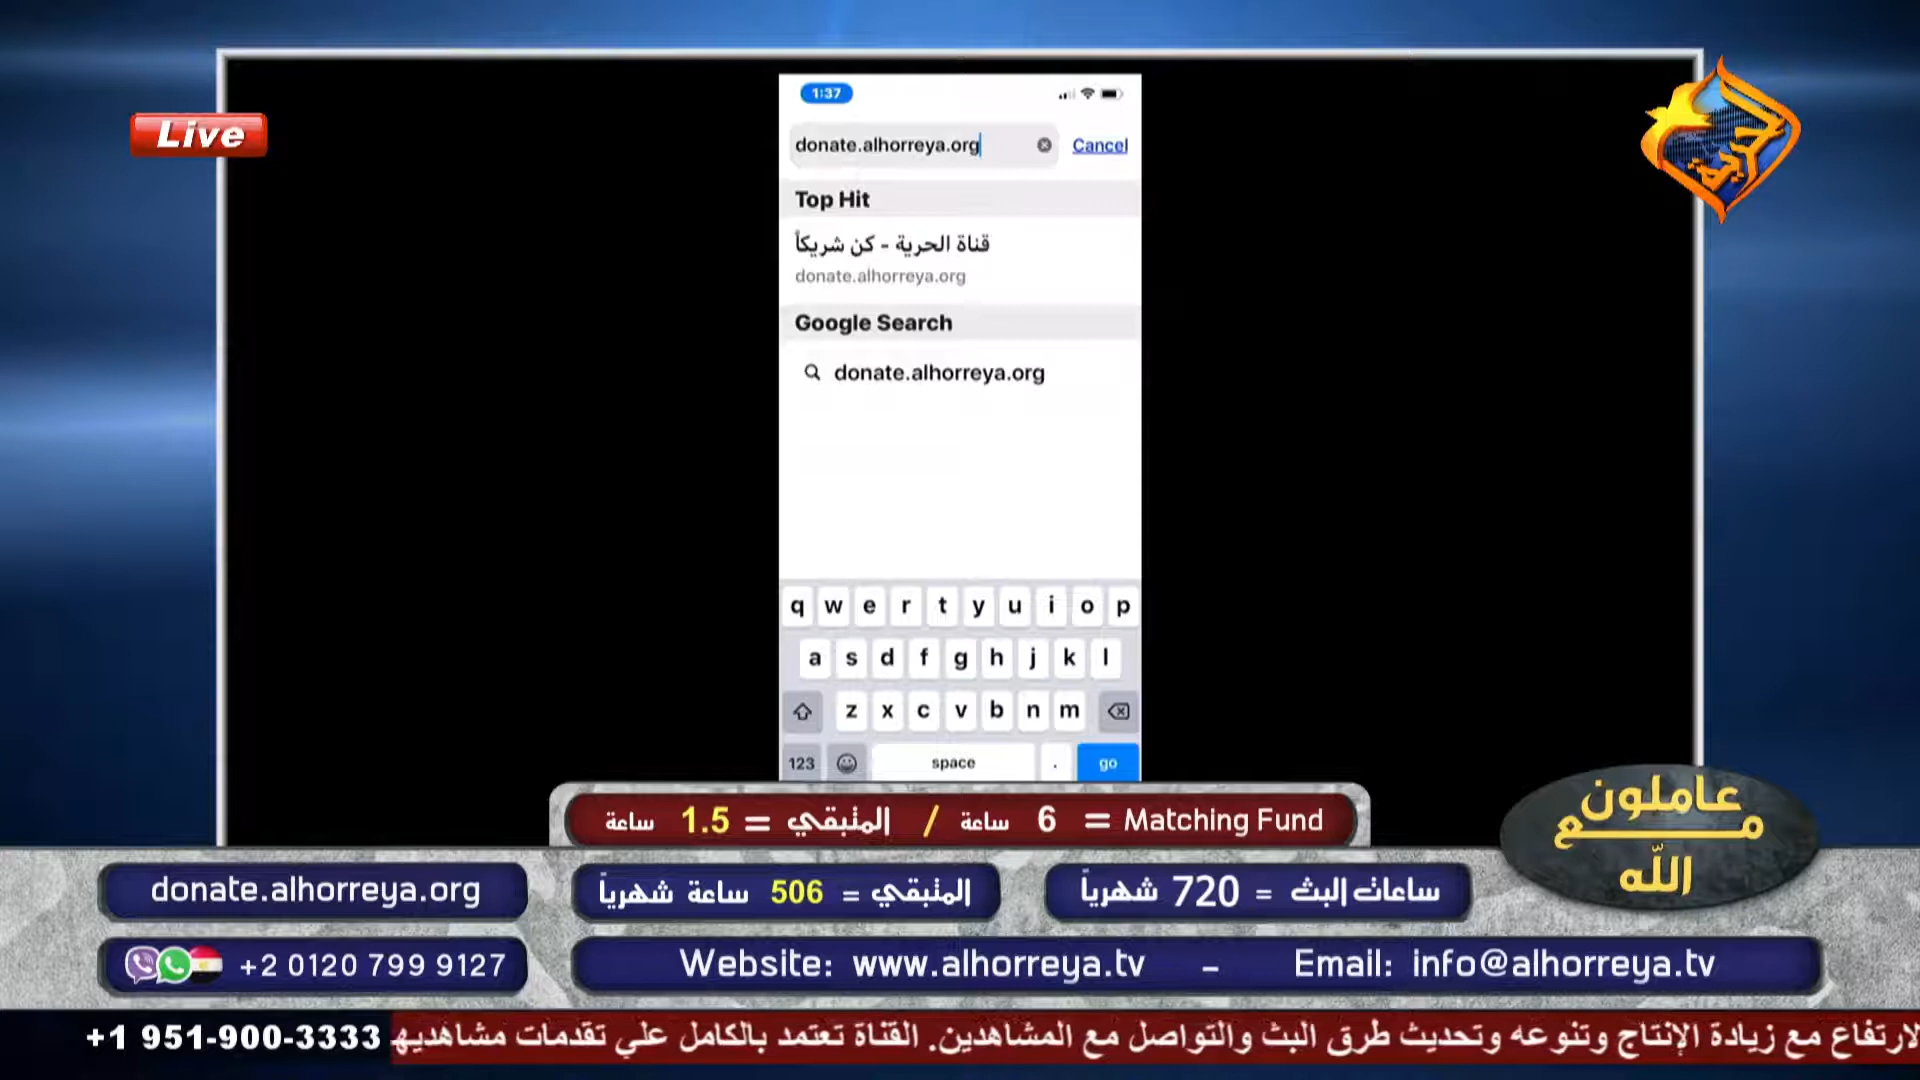 Live
الحرية
1:37
donate.alhorreya.org
Cancel
Top Hit
قناة الحرية - كن شريكاً
donate.alhorreya.org
Google Search
donate.alhorreya.org
q w e r t y u i o p
a s d f g h j k l
z x c v b n m
123 space . go
Matching Fund = 6 ساعة / المتبقي = 1.5 ساعة
عاملون
مع
الله
donate.alhorreya.org
المتبقي = 506 ساعة شهرياً
ساعات البث = 720 شهرياً
+2 0120 799 9127
Website: www.alhorreya.tv - Email: info@alhorreya.tv
+1 951-900-3333
لارتفاع مع زيادة الإنتاج وتنوعه وتحديث طرق البث والتواصل مع المشاهدين. القناة تعتمد بالكامل علي تقدمات مشاهديها